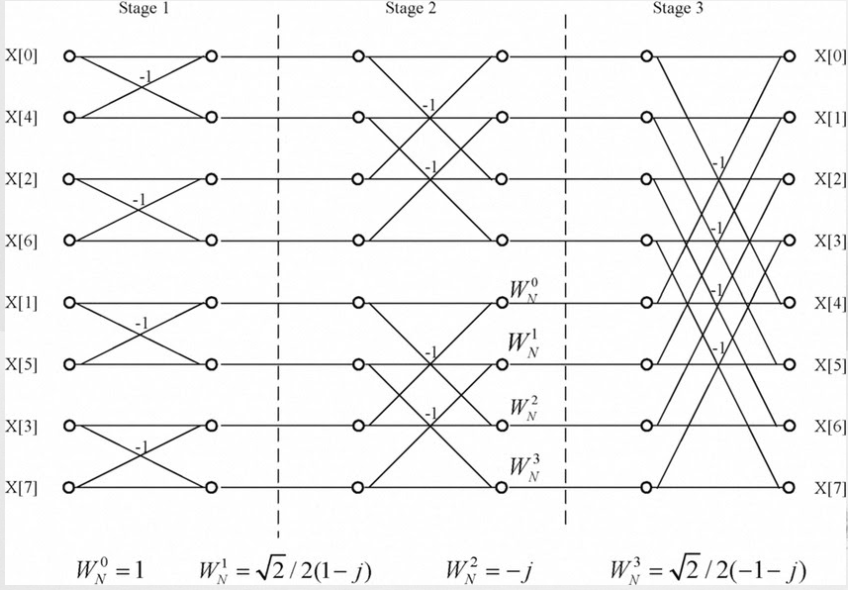 Stage 1 Stage 2 Stage 3
X[0] X[0]
-1
-1
X[4] X[1]
-1
-1
X[2] X[2]
-1
-1
X[6] X[3]
-1
X[1] W_N^0 X[4]
-1
W_N^1
-1
-1
X[5] X[5]
W_N^2
-1
X[3] X[6]
-1
W_N^3
X[7] X[7]
W_N^0 = 1 W_N^1 = √2 / 2(1 − j) W_N^2 = −j W_N^3 = √2 / 2(−1 − j)